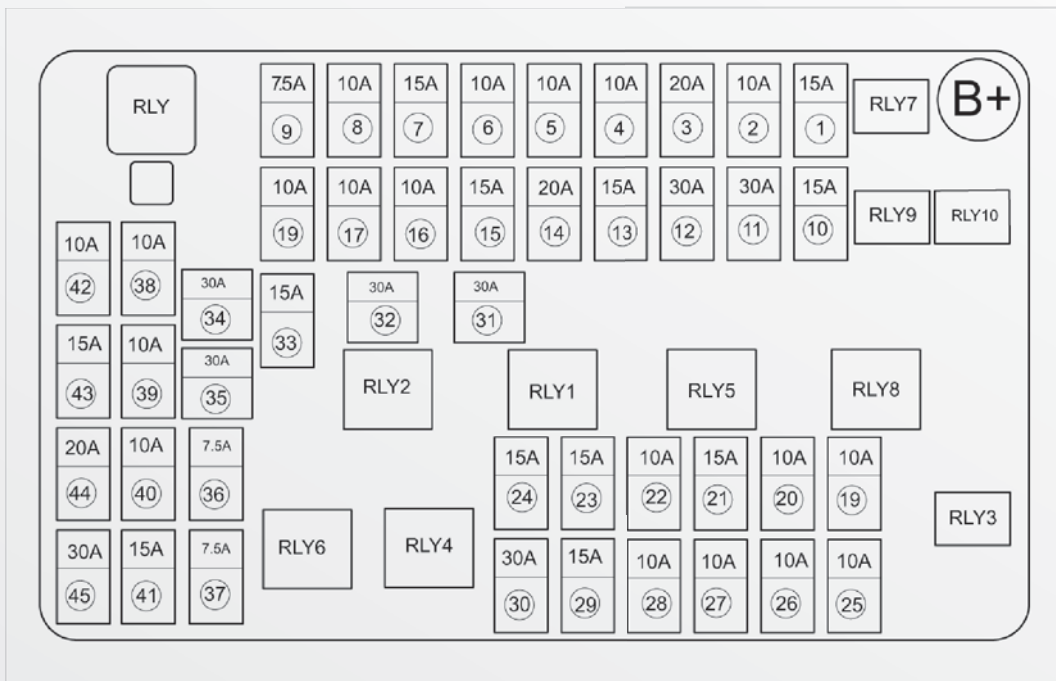 RLY
7.5A 10A 15A 10A 10A 10A 20A 10A 15A
9 8 7 6 5 4 3 2 1
RLY7
B+
10A 10A 10A 15A 20A 15A 30A 30A 15A
19 17 16 15 14 13 12 11 10
RLY9 RLY10
10A 10A
42 38
30A
34
15A
33
30A
32
30A
31
15A 10A
43 39
30A
35
RLY2 RLY1 RLY5 RLY8
20A 10A 7.5A
44 40 36
15A 15A 10A 15A 10A 10A
24 23 22 21 20 19
RLY3
30A 15A 7.5A
45 41 37
RLY6 RLY4
30A 15A 10A 10A 10A 10A
30 29 28 27 26 25